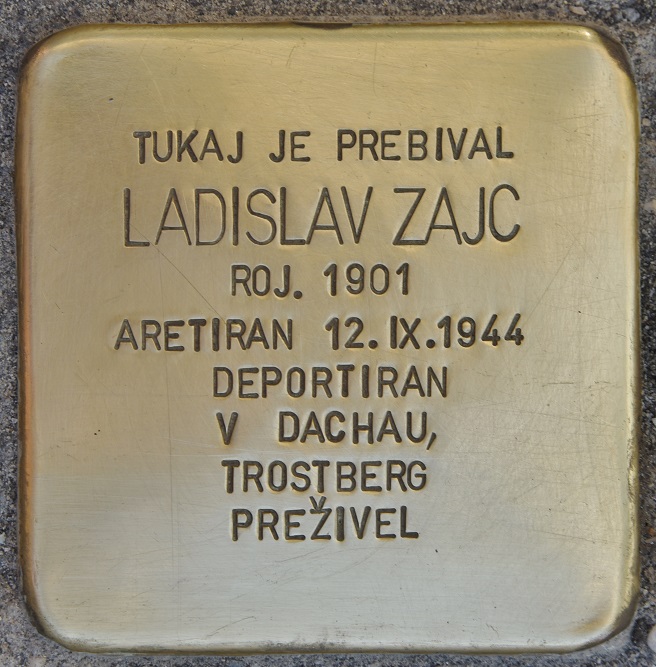 TUKAJ JE PREBIVAL
LADISLAV ZAJC
ROJ. 1901
ARETIRAN 12.IX.1944
DEPORTIRAN
V DACHAU,
TROSTBERG
PREŽIVEL